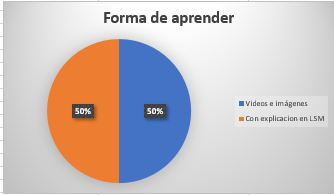 Forma de aprender
50%
50%
Videos e imágenes
Con explicacion en LSM